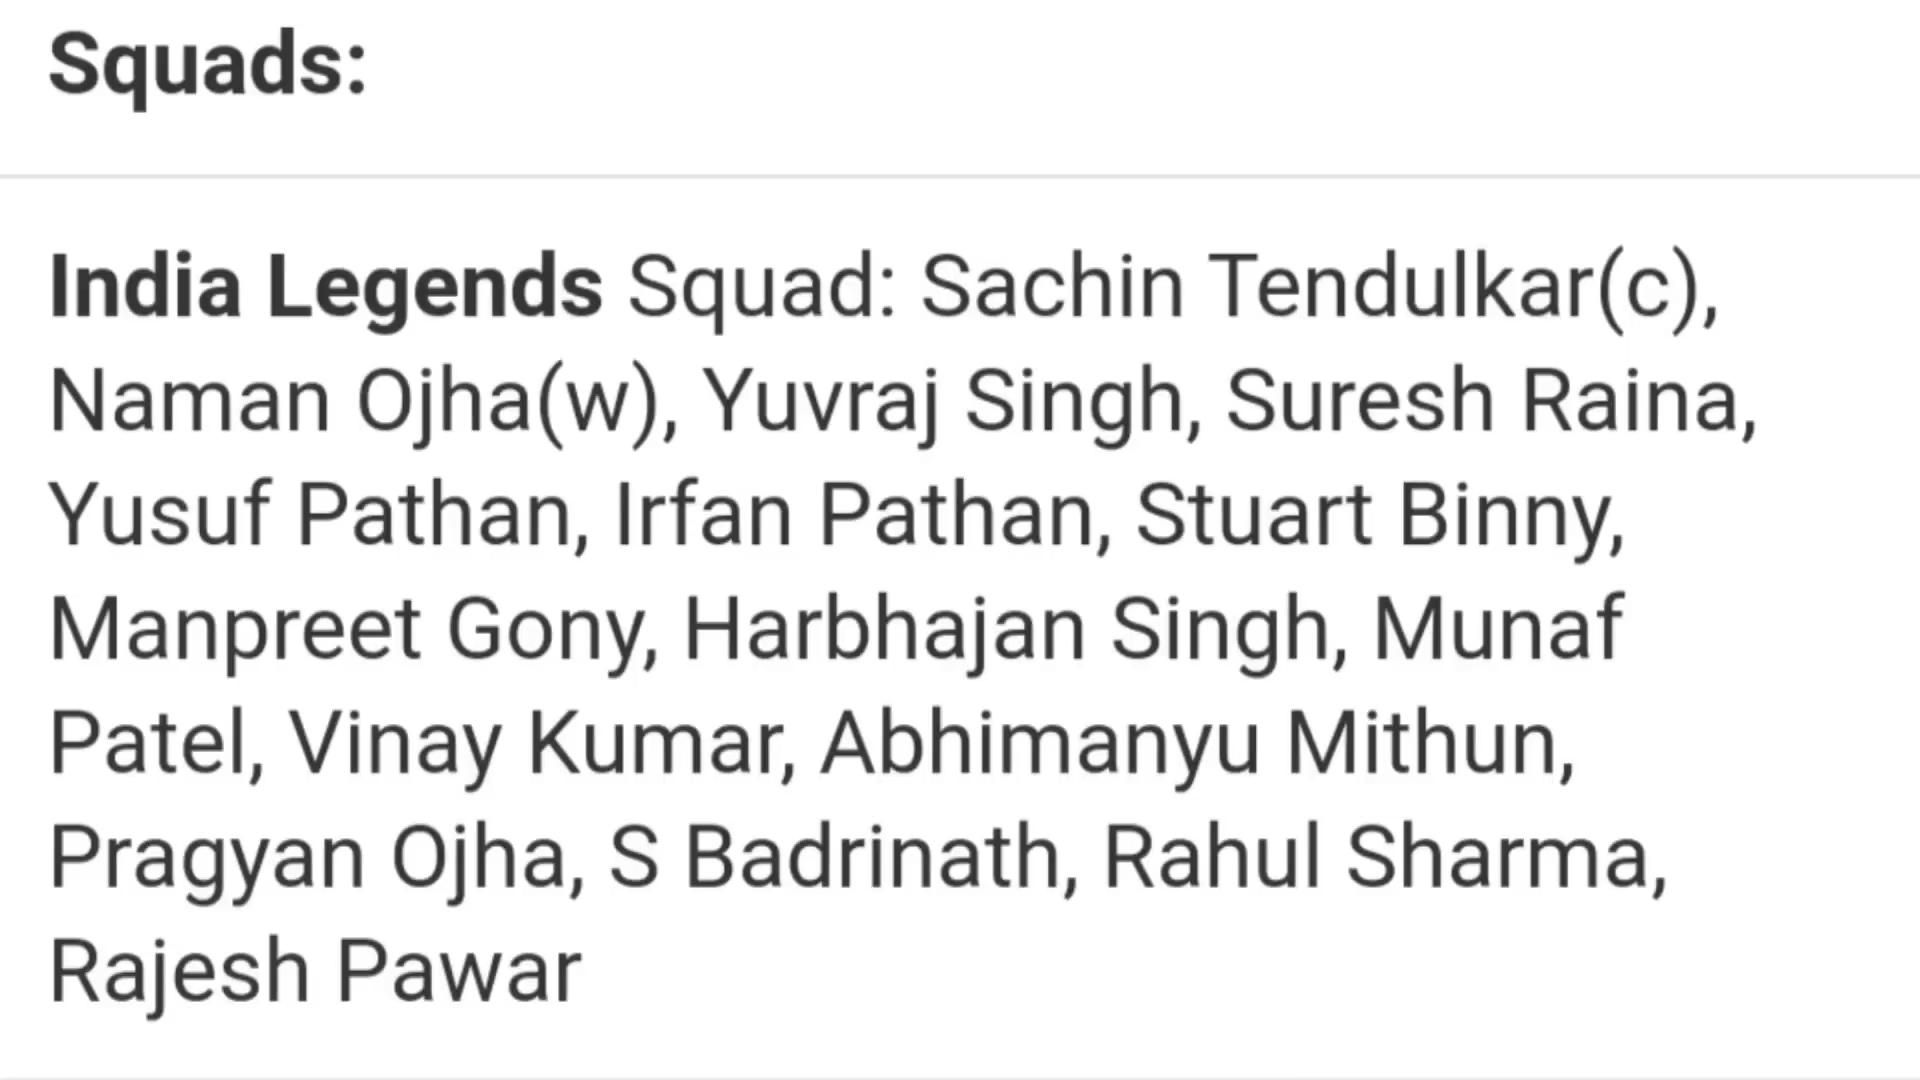 Squads:
India Legends Squad: Sachin Tendulkar(c),
Naman Ojha(w), Yuvraj Singh, Suresh Raina,
Yusuf Pathan, Irfan Pathan, Stuart Binny,
Manpreet Gony, Harbhajan Singh, Munaf
Patel, Vinay Kumar, Abhimanyu Mithun,
Pragyan Ojha, S Badrinath, Rahul Sharma,
Rajesh Pawar